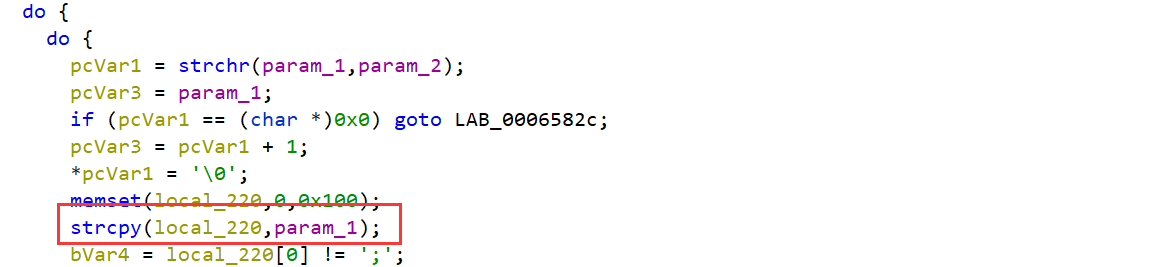 do {
do {
pcVar1 = strchr(param_1,param_2);
pcVar3 = param_1;
if (pcVar1 == (char *)0x0) goto LAB_0006582c;
pcVar3 = pcVar1 + 1;
*pcVar1 = '\0';
memset(local_220,0,0x100);
strcpy(local_220,param_1);
bVar4 = local_220[0] != ';';